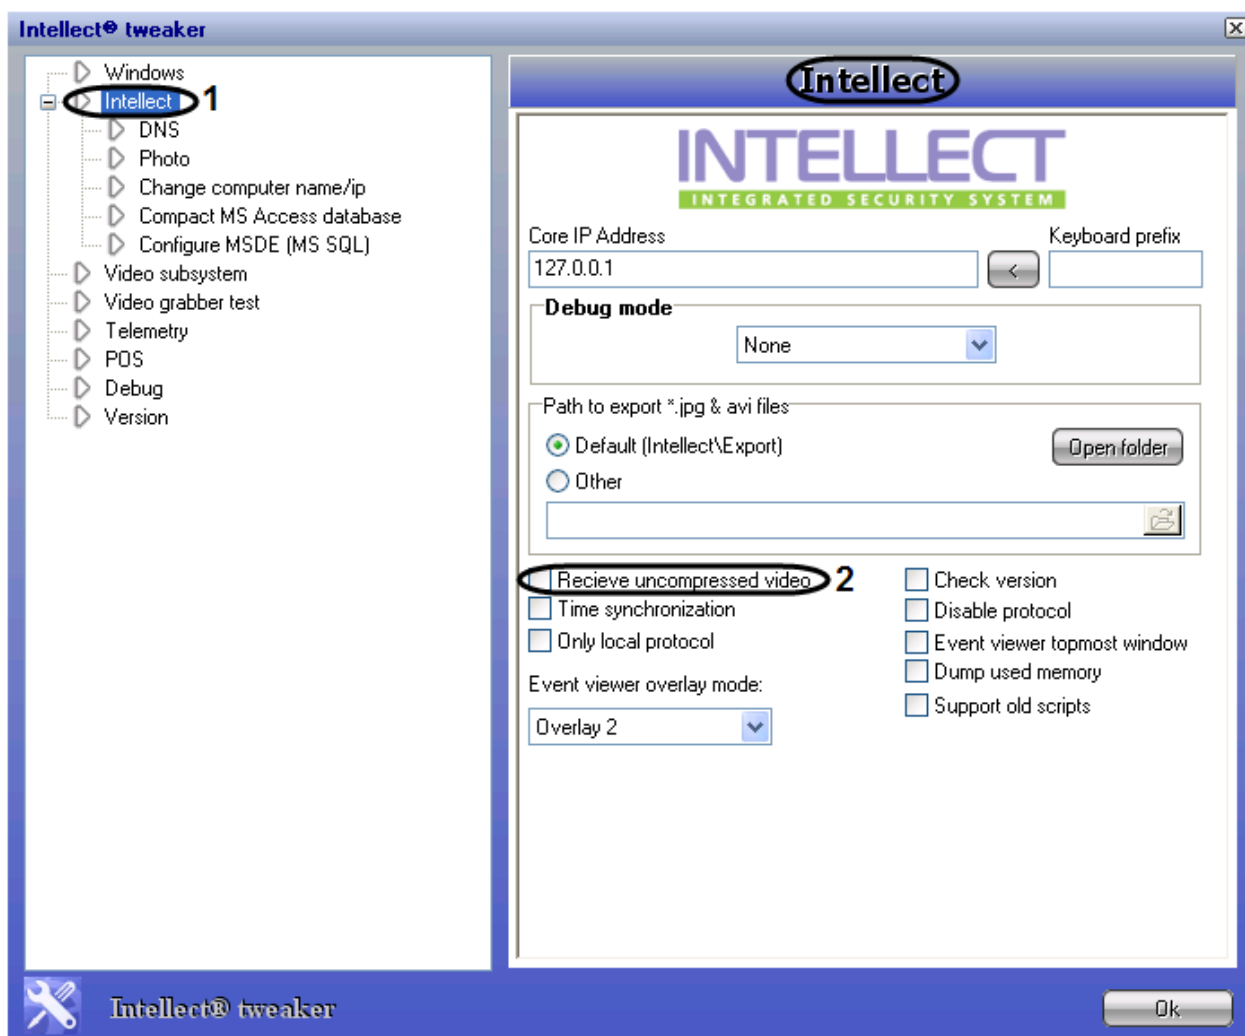 Intellect® tweaker
Windows
Intellect 1
DNS
Photo
Change computer name/ip
Compact MS Access database
Configure MSDE (MS SQL)
Video subsystem
Video grabber test
Telemetry
POS
Debug
Version
Intellect
INTELLECT
INTEGRATED SECURITY SYSTEM
Core IP Address Keyboard prefix
127.0.0.1 <
Debug mode
None
Path to export *.jpg & avi files
Default (Intellect\Export) Open folder
Other
Recieve uncompressed video 2 Check version
Time synchronization Disable protocol
Only local protocol Event viewer topmost window
Dump used memory
Event viewer overlay mode:
Support old scripts
Overlay 2
Intellect® tweaker Ok